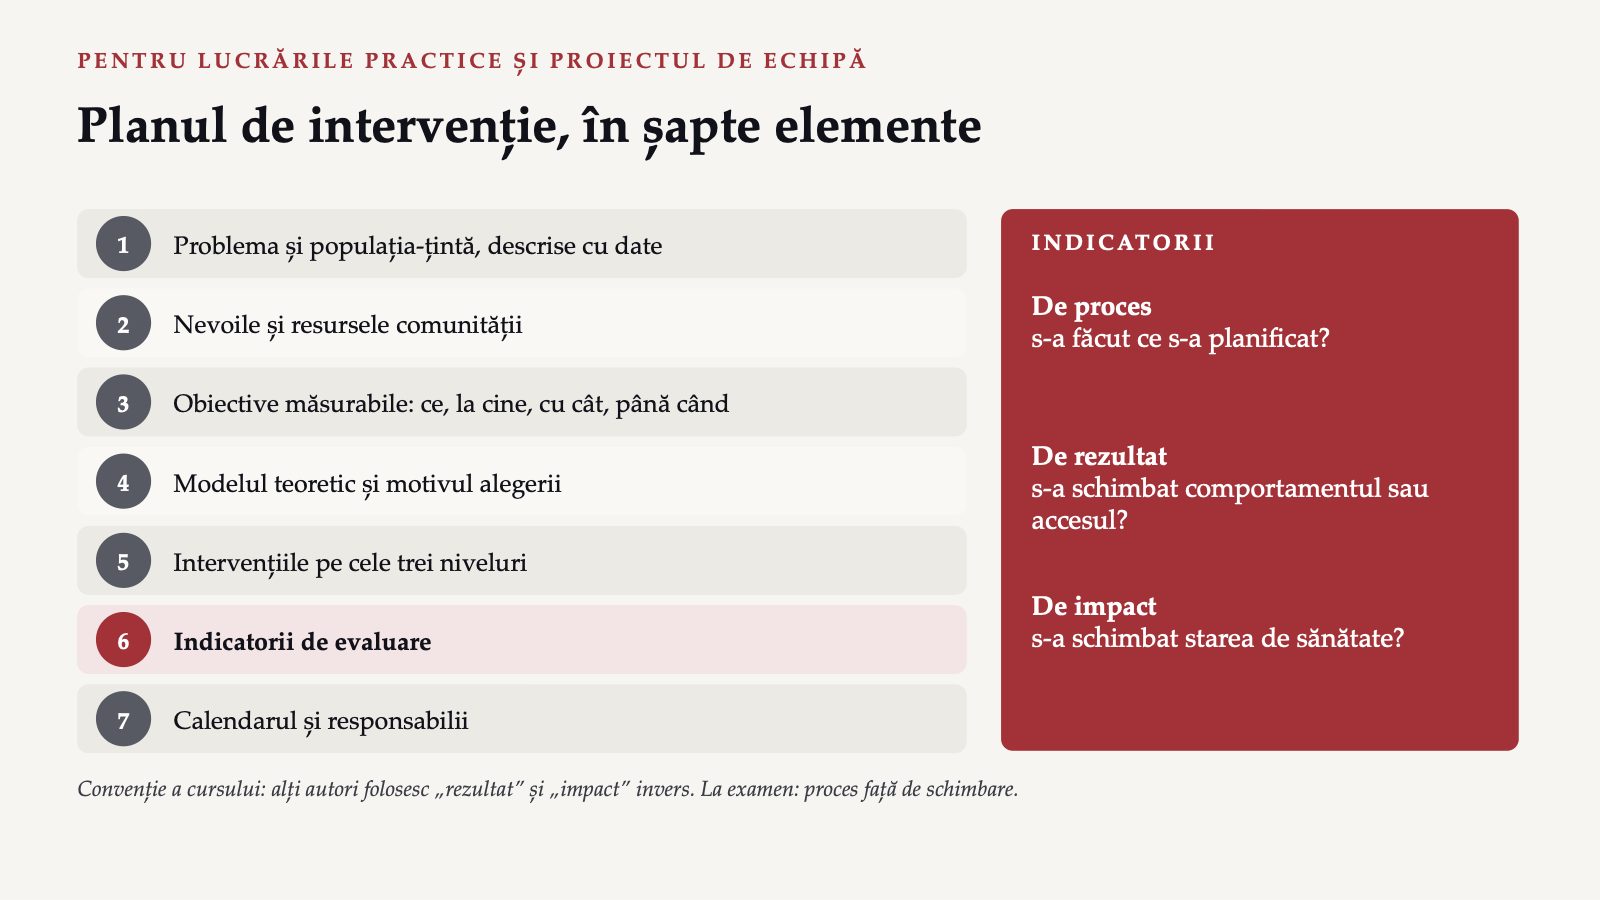 PENTRU LUCRĂRILE PRACTICE ȘI PROIECTUL DE ECHIPĂ
Planul de intervenție, în șapte elemente
1 Problema și populația-țintă, descrise cu date
2 Nevoile și resursele comunității
3 Obiective măsurabile: ce, la cine, cu cât, până când
4 Modelul teoretic și motivul alegerii
5 Intervențiile pe cele trei niveluri
6 Indicatorii de evaluare
7 Calendarul și responsabilii
INDICATORII
De proces
s-a făcut ce s-a planificat?
De rezultat
s-a schimbat comportamentul sau
accesul?
De impact
s-a schimbat starea de sănătate?
Convenție a cursului: alți autori folosesc „rezultat” și „impact” invers. La examen: proces față de schimbare.